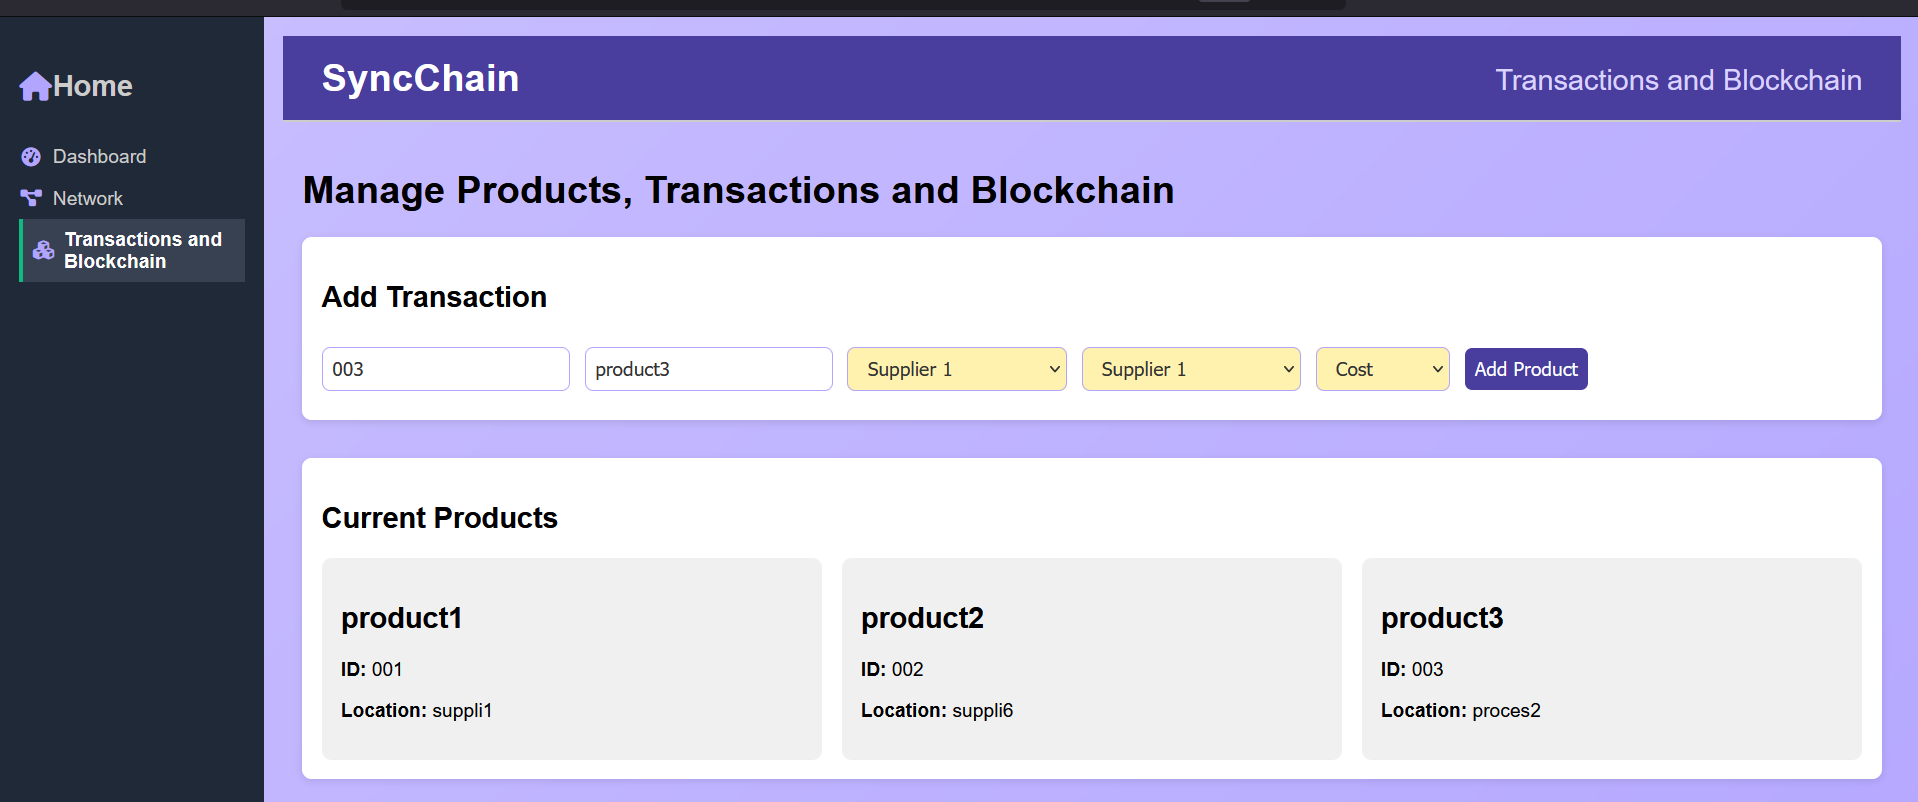 Home
Dashboard
Network
Transactions and
Blockchain
SyncChain
Transactions and Blockchain
Manage Products, Transactions and Blockchain
Add Transaction
003
product3
Supplier 1
Supplier 1
Cost
Add Product
Current Products
product1
ID: 001
Location: suppli1
product2
ID: 002
Location: suppli6
product3
ID: 003
Location: proces2